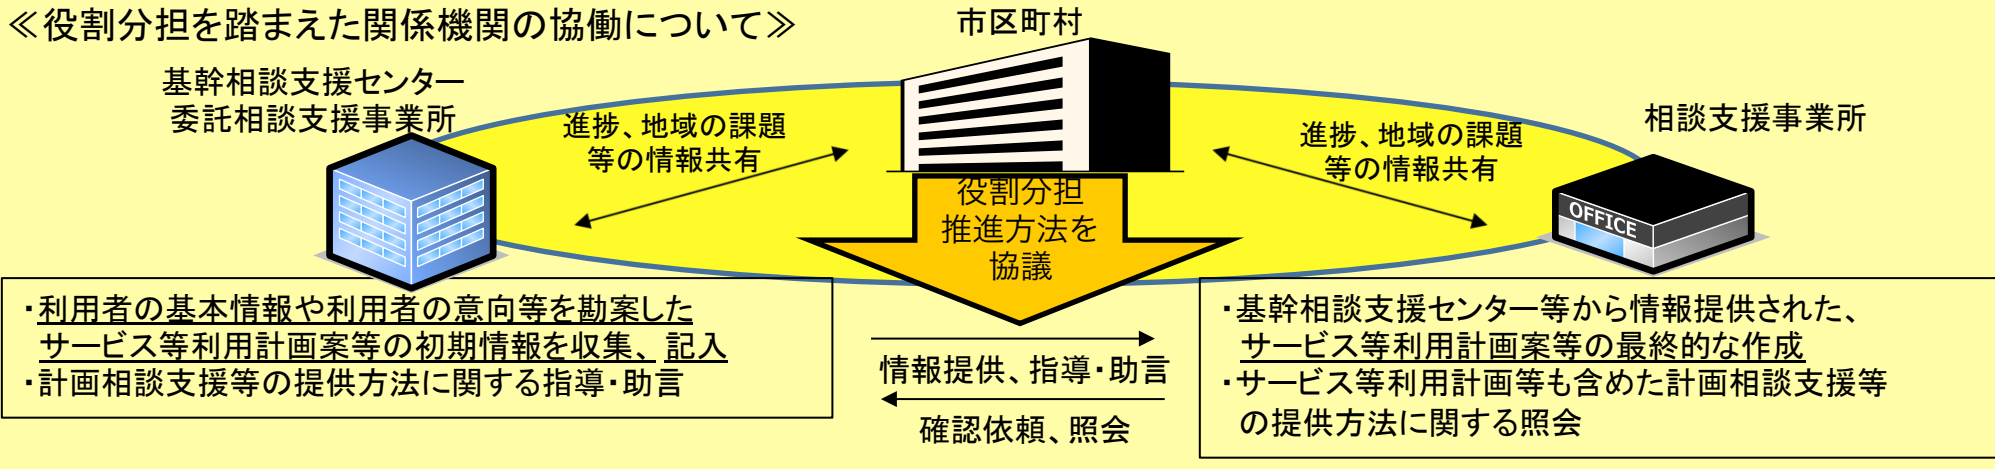 ≪役割分担を踏まえた関係機関の協働について≫
市区町村
基幹相談支援センター
委託相談支援事業所
進捗、地域の課題
等の情報共有
進捗、地域の課題
等の情報共有
相談支援事業所
OFFICE
役割分担
推進方法を
協議
・利用者の基本情報や利用者の意向等を勘案した
サービス等利用計画案等の初期情報を収集、記入
・計画相談支援等の提供方法に関する指導・助言
情報提供、指導・助言
確認依頼、照会
・基幹相談支援センター等から情報提供された、
サービス等利用計画案等の最終的な作成
・サービス等利用計画等も含めた計画相談支援等
の提供方法に関する照会